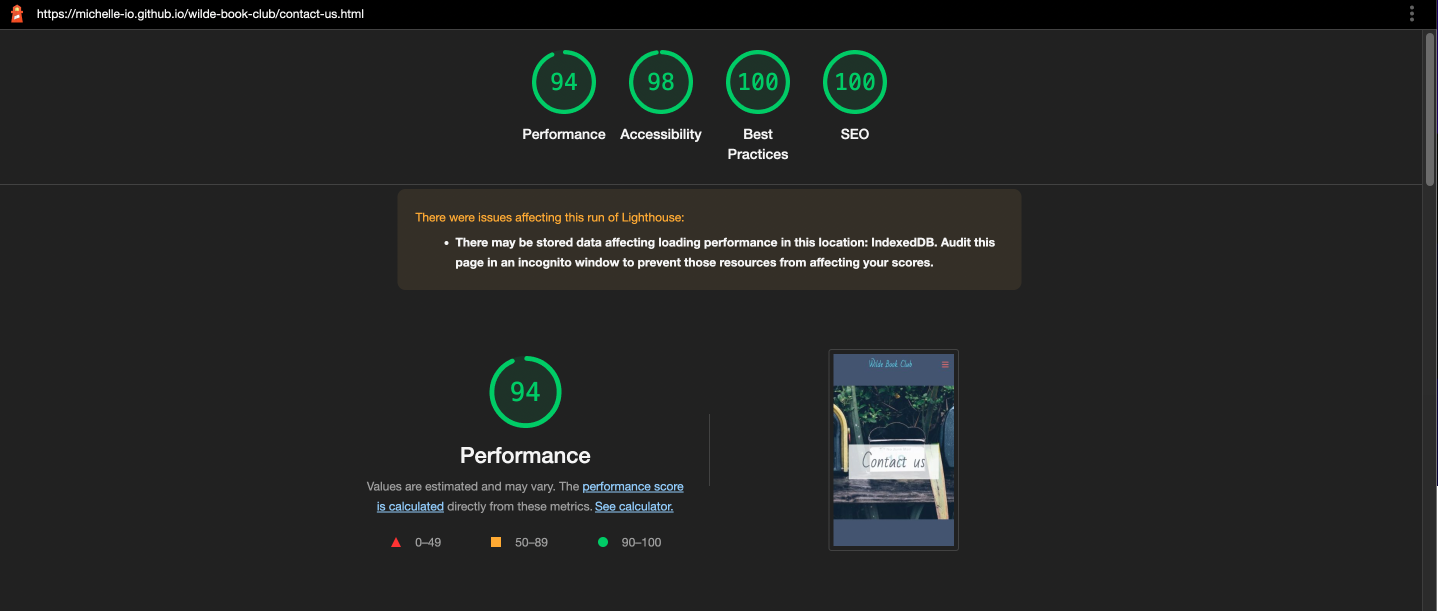 https://michelle-io.github.io/wilde-book-club/contact-us.html
94
98
100
100
Performance
Accessibility
Best
Practices
SEO
There were issues affecting this run of Lighthouse:
• There may be stored data affecting loading performance in this location: IndexedDB. Audit this
page in an incognito window to prevent those resources from affecting your scores.
94
Performance
Values are estimated and may vary. The performance score
is calculated directly from these metrics. See calculator.
0–49
50–89
90–100
Wilde Book Club
Contact us